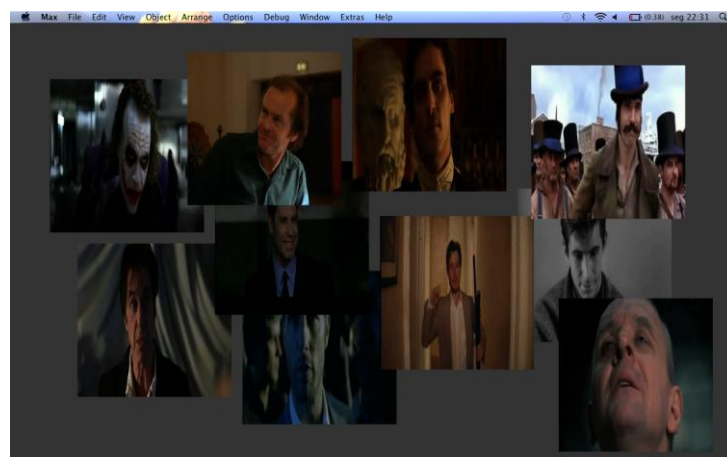 Max File Edit View Object Arrange Options Debug Window Extras Help (0:38) seg 22:31